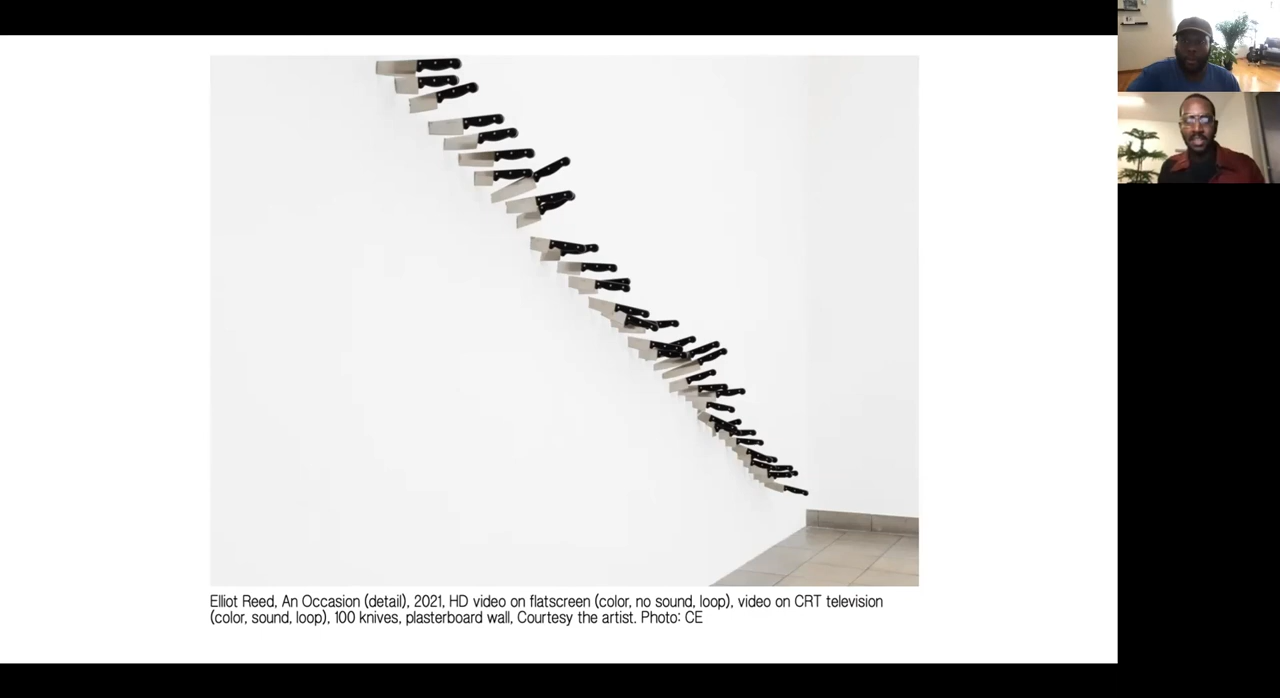 Elliot Reed, An Occasion (detail), 2021, HD video on flatscreen (color, no sound, loop), video on CRT television
(color, sound, loop), 100 knives, plasterboard wall, Courtesy the artist. Photo: CE